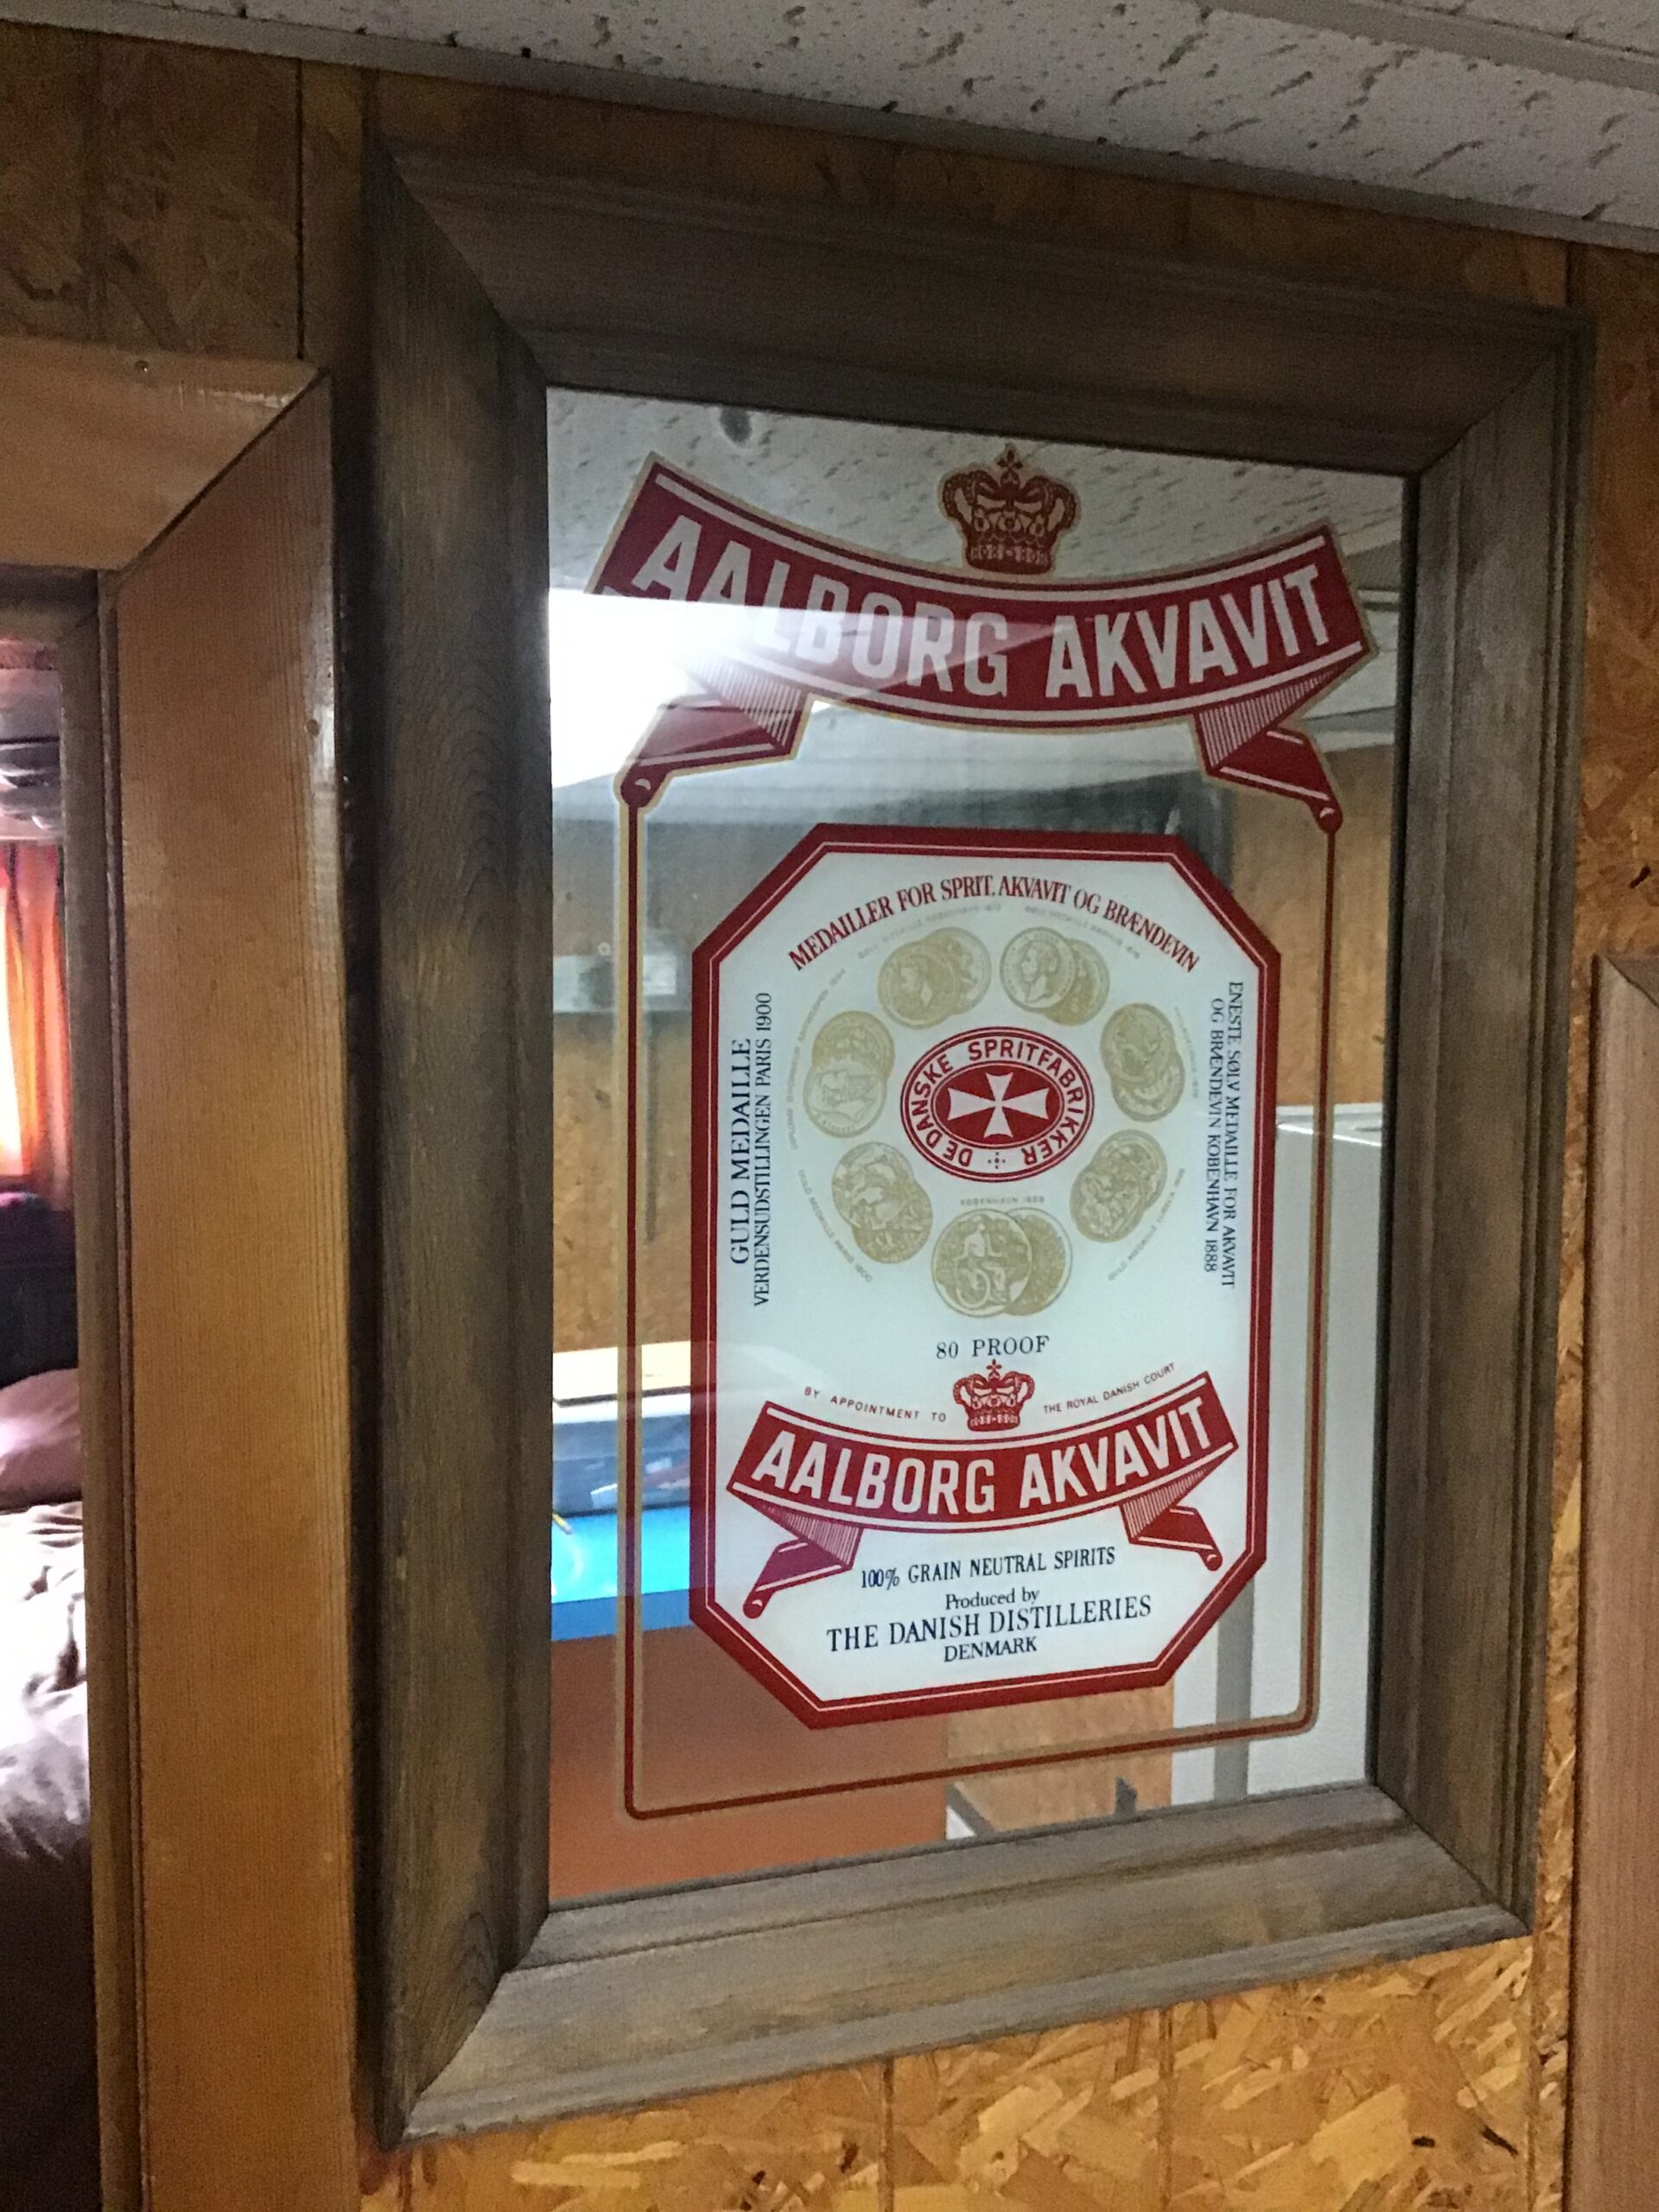 AALBORG AKVAVIT
MEDAILLER FOR SPRIT, AKVAVIT OG BRÆNDEVIN
GULD MEDAILLE
VERDENSUDSTILLINGEN PARIS 1900
ENESTE SØLV MEDAILLE FOR AKVAVIT
OG BRÆNDEVIN KØBENHAVN 1888
DE DANSKE SPRITFABRIKKER
KØBENHAVN 1888
80 PROOF
BY APPOINTMENT TO THE ROYAL DANISH COURT
AALBORG AKVAVIT
100% GRAIN NEUTRAL SPIRITS
Produced by
THE DANISH DISTILLERIES
DENMARK